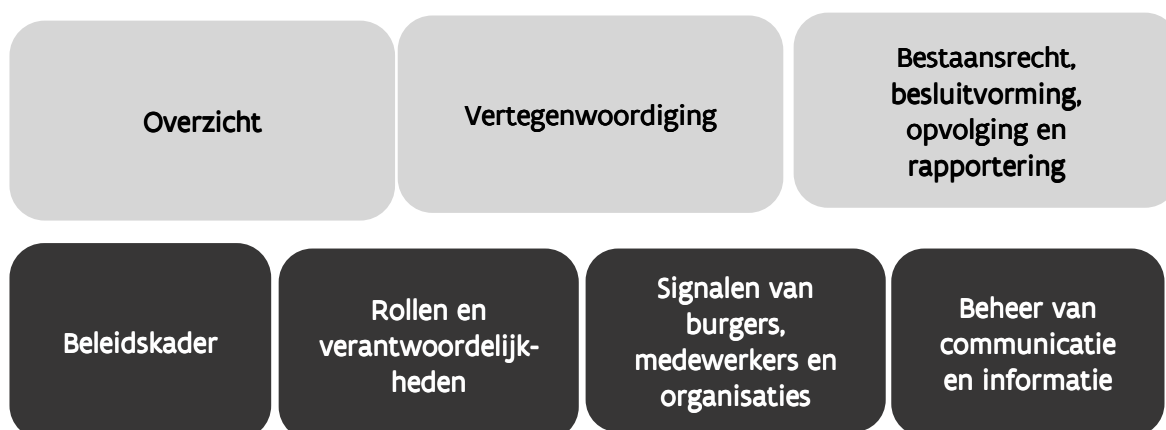 Overzicht
Vertegenwoordiging
Bestaansrecht,
besluitvorming,
opvolging en
rapportering
Beleidskader
Rollen en
verantwoordelijk-
heden
Signalen van
burgers,
medewerkers en
organisaties
Beheer van
communicatie
en informatie